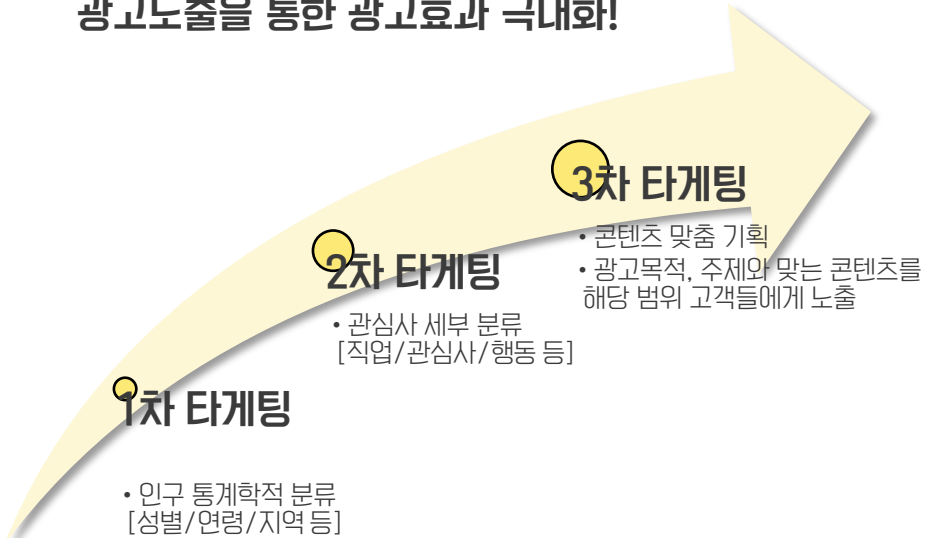 광고노출을 통한 광고효과 극대화!
3차 타게팅
• 콘텐츠 맞춤 기획
• 광고목적, 주제와 맞는 콘텐츠를
해당 범위 고객들에게 노출
2차 타게팅
• 관심사 세부 분류
[직업/관심사/행동 등]
1차 타게팅
• 인구 통계학적 분류
[성별/연령/지역 등]